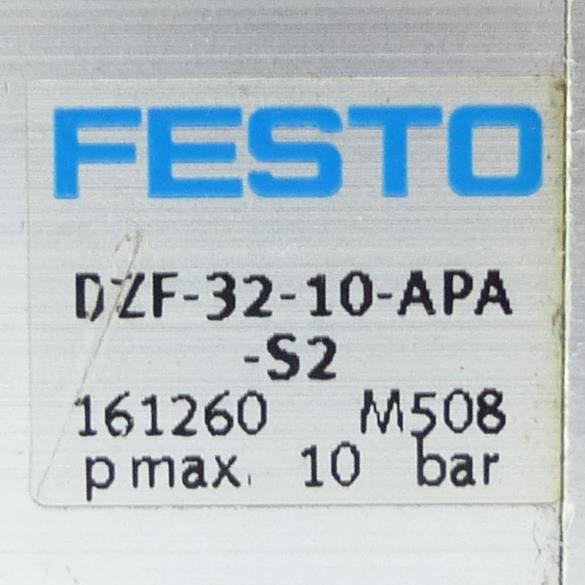 FESTO
DZF-32-10-APA
-S2
161260 M508
p max. 10 bar